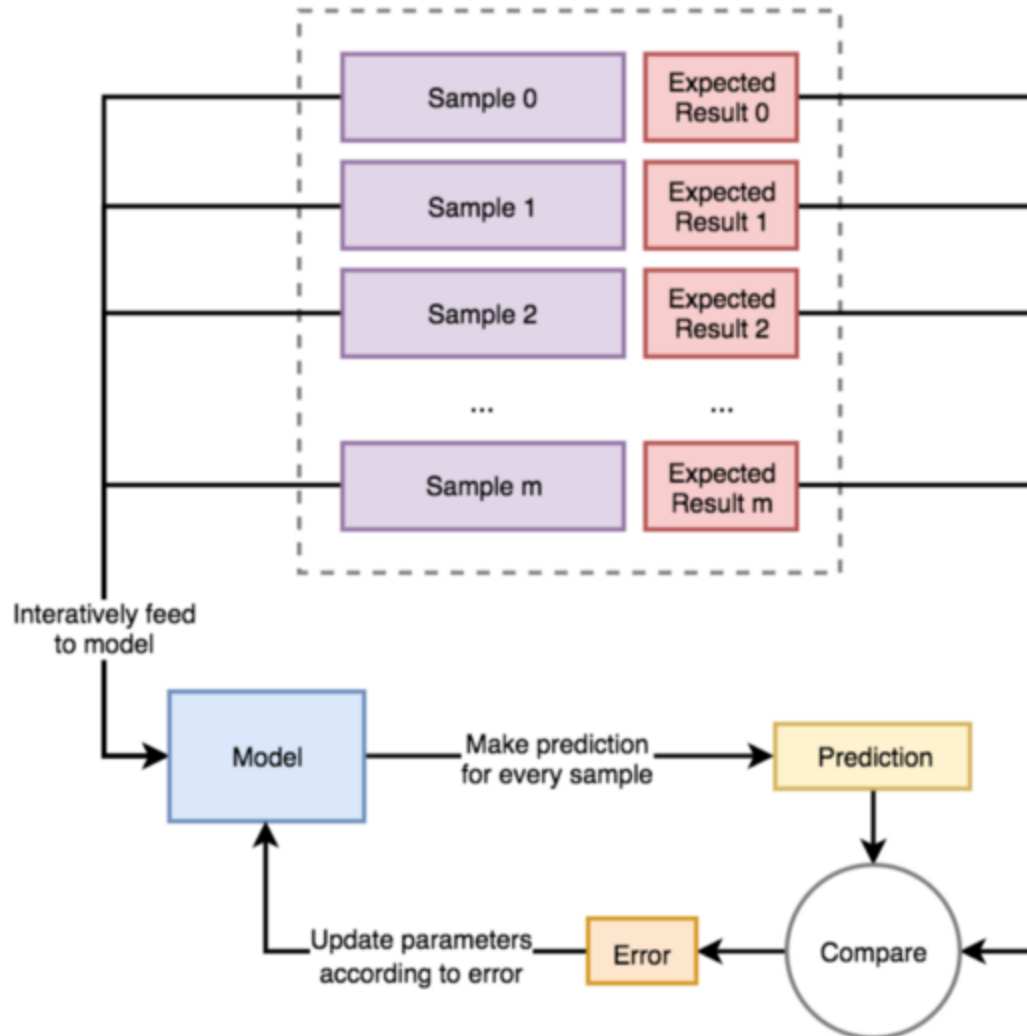 Sample 0
Expected
Result 0
Sample 1
Expected
Result 1
Sample 2
Expected
Result 2
...
...
Sample m
Expected
Result m
Interatively feed
to model
Model
Make prediction
for every sample
Prediction
Update parameters
according to error
Error
Compare